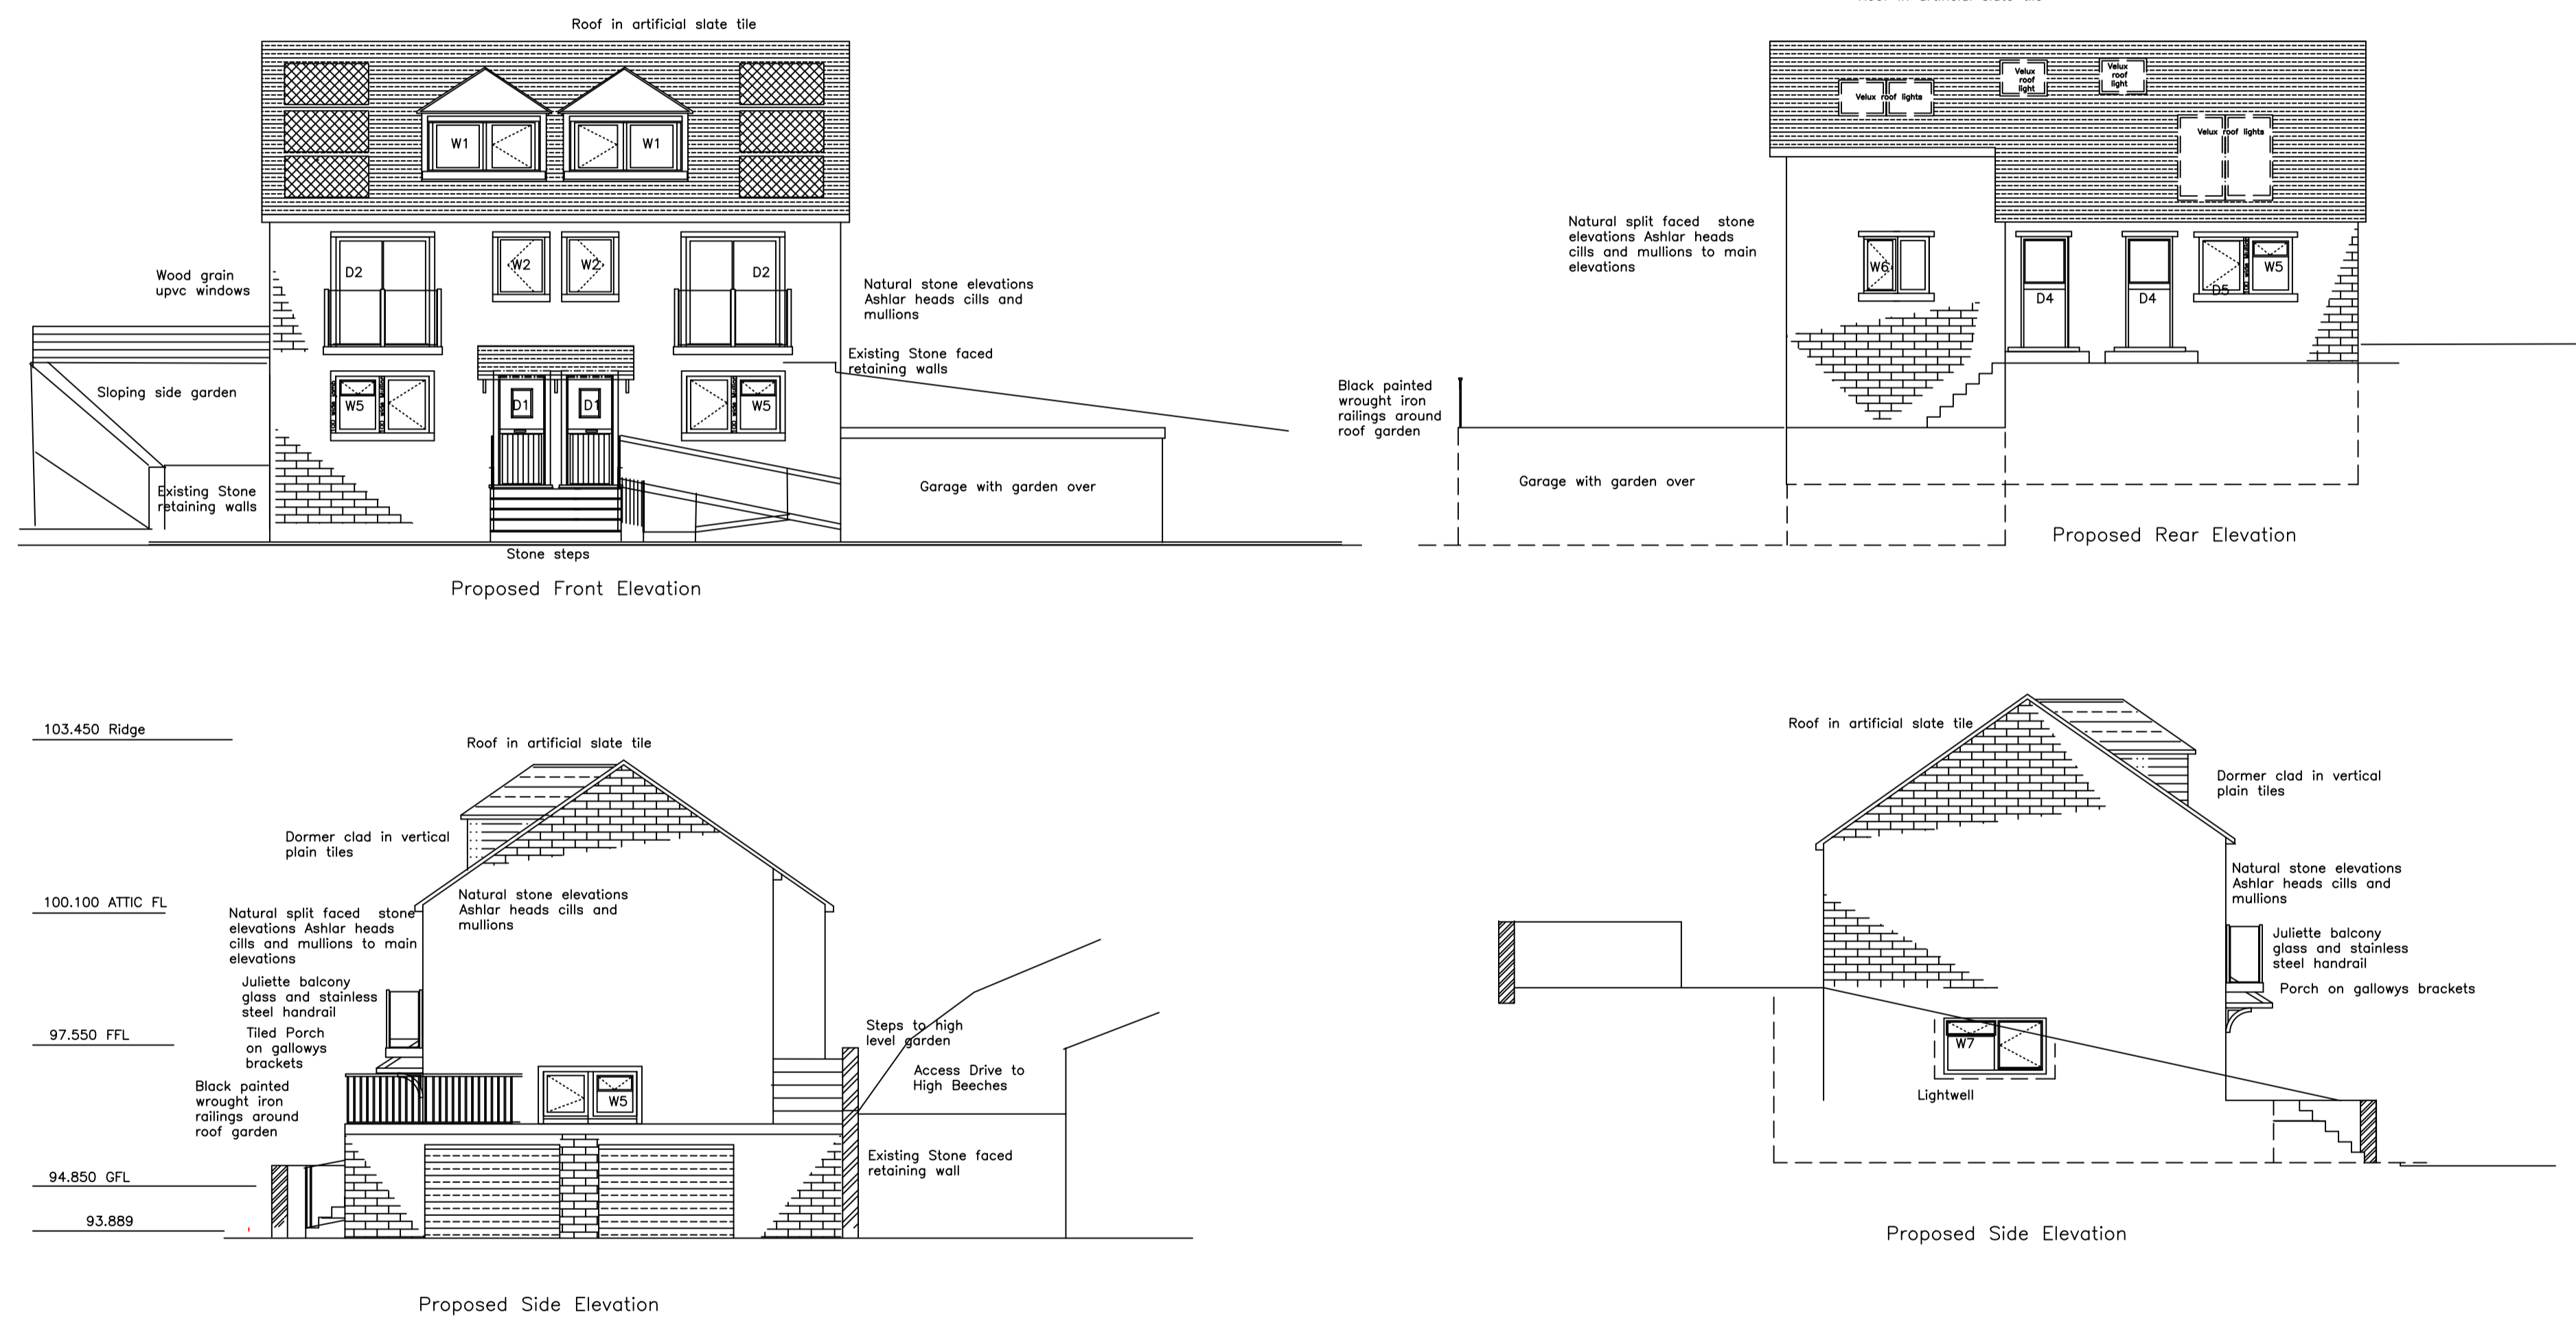 Roof in artificial slate tile
Roof in artificial slate tile
W1
W1
D2
W2
W2
D2
Wood grain
upvc windows
Natural stone elevations
Ashlar heads cills and
mullions
Existing Stone faced
retaining walls
Sloping side garden
W5
D1
D1
W5
Existing Stone
retaining walls
Garage with garden over
Stone steps
Proposed Front Elevation
Velux roof lights
Velux
roof
light
Velux
roof
light
Velux roof lights
Natural split faced stone
elevations Ashlar heads
cills and mullions to main
elevations
W6
D4
D4
D5
W5
Black painted
wrought iron
railings around
roof garden
Garage with garden over
Proposed Rear Elevation
103.450 Ridge
Roof in artificial slate tile
Dormer clad in vertical
plain tiles
100.100 ATTIC FL
Natural split faced stone
elevations Ashlar heads
cills and mullions to main
elevations
Natural stone elevations
Ashlar heads cills and
mullions
Juliette balcony
glass and stainless
steel handrail
97.550 FFL
Tiled Porch
on gallowys
brackets
Black painted
wrought iron
railings around
roof garden
W5
Steps to high
level garden
Access Drive to
High Beeches
Existing Stone faced
retaining wall
94.850 GFL
93.889
Proposed Side Elevation
Roof in artificial slate tile
Dormer clad in vertical
plain tiles
Natural stone elevations
Ashlar heads cills and
mullions
Juliette balcony
glass and stainless
steel handrail
Porch on gallowys brackets
W7
Lightwell
Proposed Side Elevation